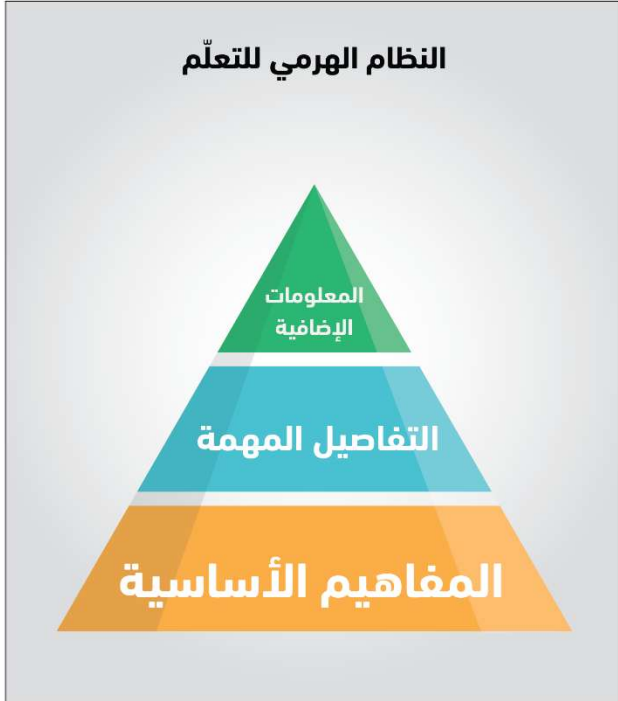 النظام الهرمي للتعلّم
المعلومات
الإضافية
التفاصيل المهمة
المفاهيم الأساسية